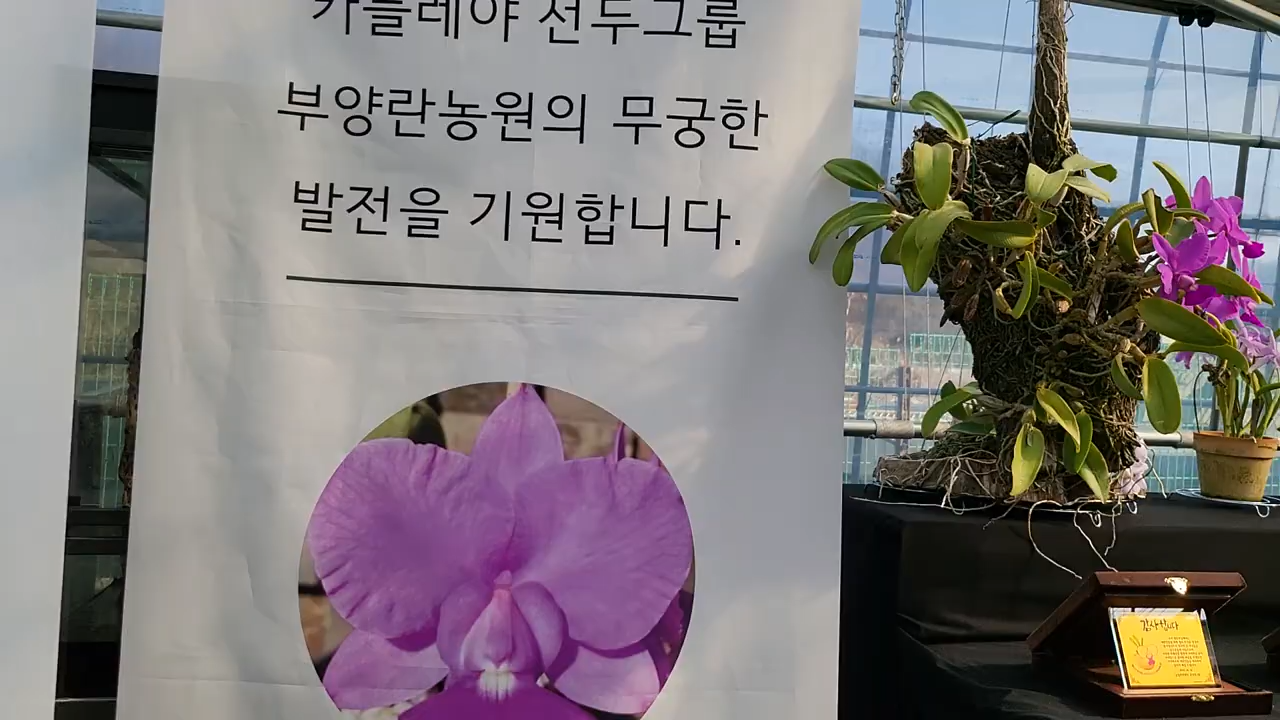 카틀레야 선두그룹
부양란농원의 무궁한
발전을 기원합니다.
감사합니다